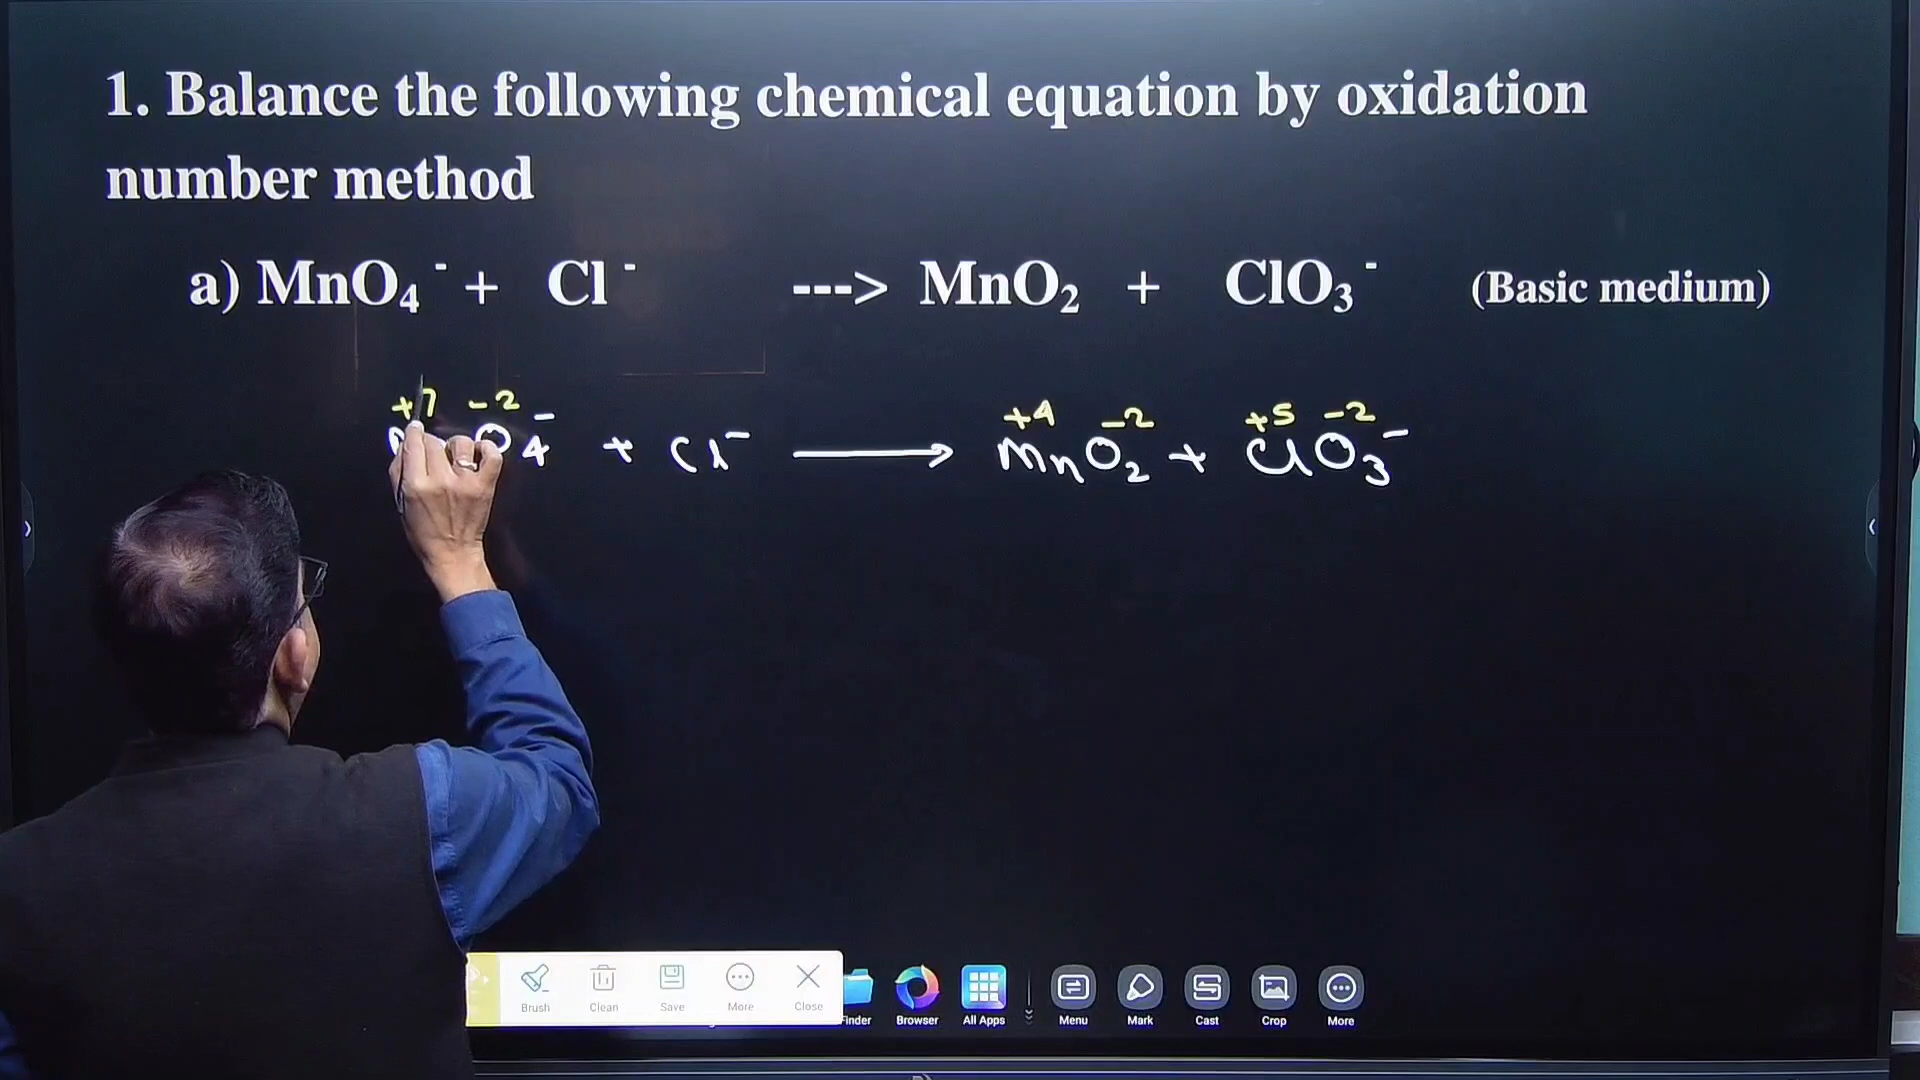 1. Balance the following chemical equation by oxidation
number method
a) MnO₄⁻ + Cl⁻ ---> MnO₂ + ClO₃⁻ (Basic medium)
+7 -2 +4 -2 +5 -2
O₄⁻ + Cl⁻ ⟶ MnO₂ + ClO₃⁻
Brush Clean Save More Close Finder Browser All Apps Menu Mark Cast Crop More